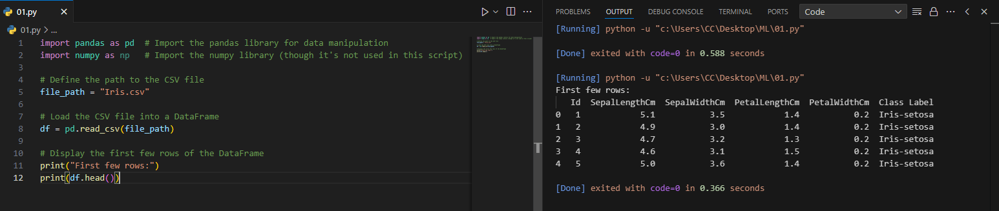 01.py
01.py > ...
1 import pandas as pd  # Import the pandas library for data manipulation
2 import numpy as np   # Import the numpy library (though it's not used in this script)
3
4 # Define the path to the CSV file
5 file_path = "Iris.csv"
6
7 # Load the CSV file into a DataFrame
8 df = pd.read_csv(file_path)
9
10 # Display the first few rows of the DataFrame
11 print("First few rows:")
12 print(df.head())
PROBLEMS OUTPUT DEBUG CONSOLE TERMINAL PORTS Code
[Running] python -u "c:\Users\CC\Desktop\ML\01.py"
[Done] exited with code=0 in 0.588 seconds
[Running] python -u "c:\Users\CC\Desktop\ML\01.py"
First few rows:
   Id  SepalLengthCm  SepalWidthCm  PetalLengthCm  PetalWidthCm  Class Label
0   1            5.1           3.5            1.4           0.2  Iris-setosa
1   2            4.9           3.0            1.4           0.2  Iris-setosa
2   3            4.7           3.2            1.3           0.2  Iris-setosa
3   4            4.6           3.1            1.5           0.2  Iris-setosa
4   5            5.0           3.6            1.4           0.2  Iris-setosa
[Done] exited with code=0 in 0.366 seconds